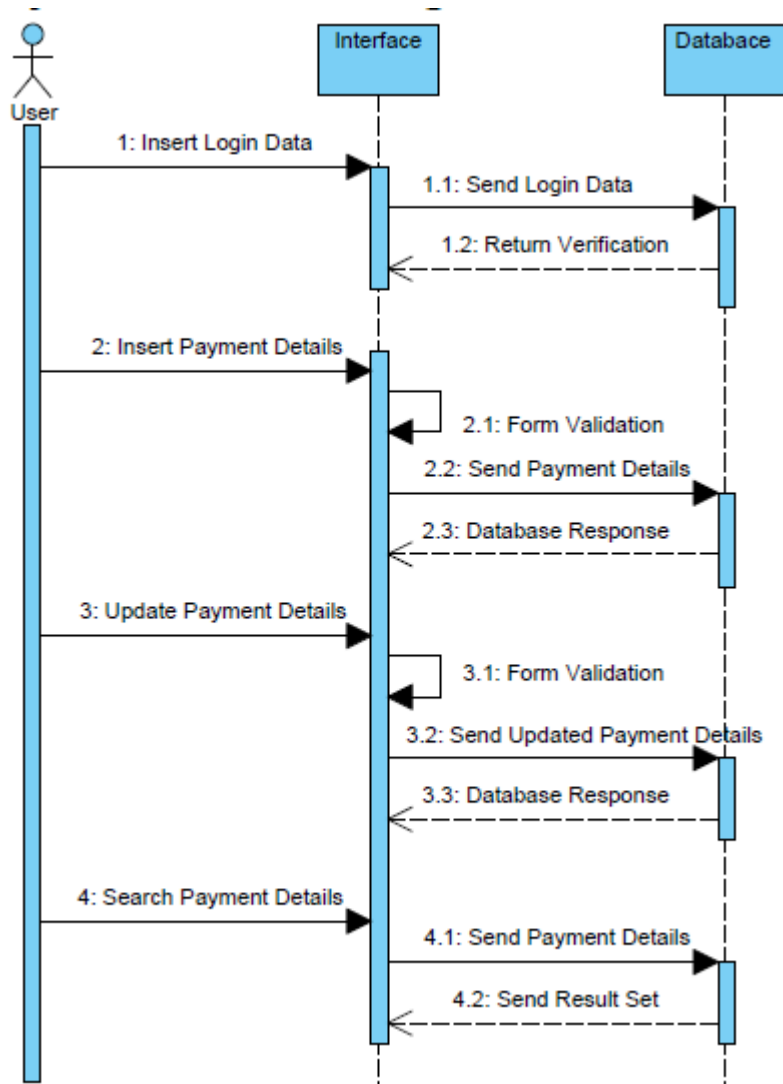 Interface
Databace
User
1: Insert Login Data
1.1: Send Login Data
1.2: Return Verification
2: Insert Payment Details
2.1: Form Validation
2.2: Send Payment Details
2.3: Database Response
3: Update Payment Details
3.1: Form Validation
3.2: Send Updated Payment Details
3.3: Database Response
4: Search Payment Details
4.1: Send Payment Details
4.2: Send Result Set